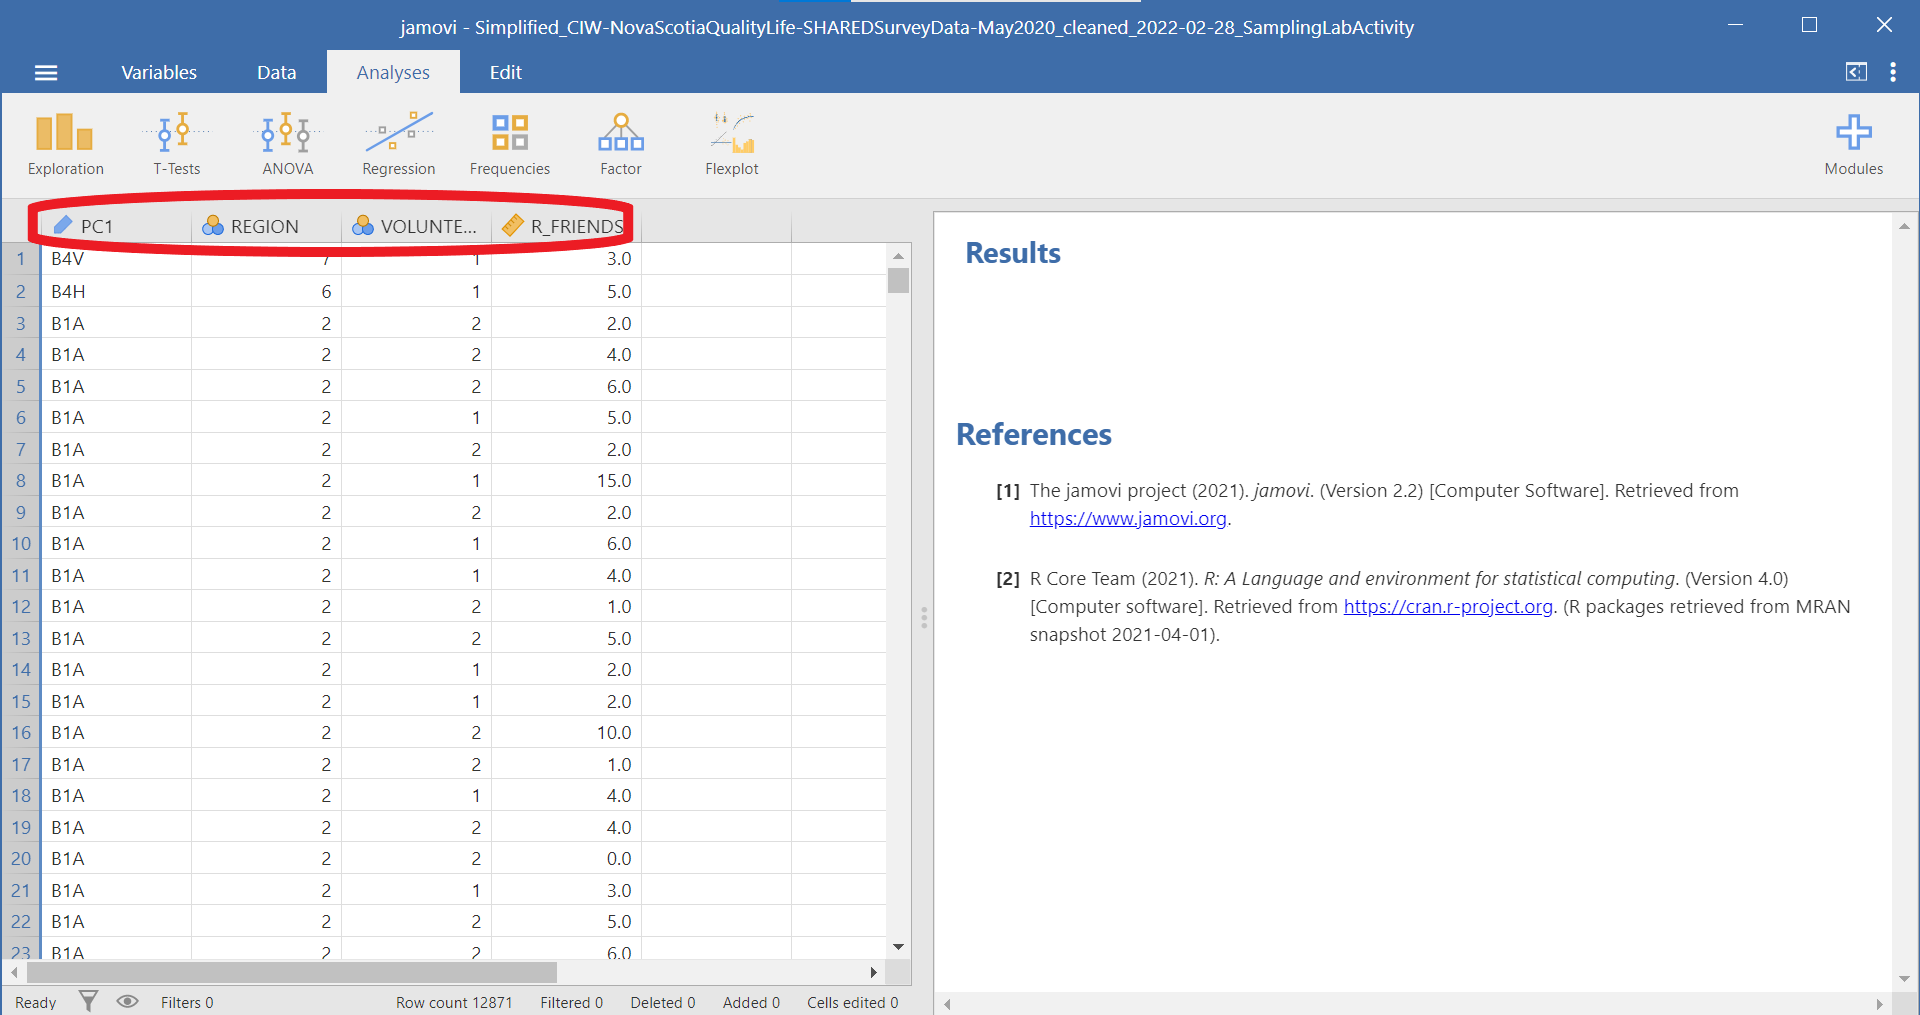 jamovi - Simplified_CIW-NovaScotiaQualityLife-SHAREDSurveyData-May2020_cleaned_2022-02-28_SamplingLabActivity
Variables Data Analyses Edit
Exploration T-Tests ANOVA Regression Frequencies Factor Flexplot Modules
PC1 REGION VOLUNTE... R_FRIENDS
1 B4V 7 1 3.0
2 B4H 6 1 5.0
3 B1A 2 2 2.0
4 B1A 2 2 4.0
5 B1A 2 2 6.0
6 B1A 2 1 5.0
7 B1A 2 2 2.0
8 B1A 2 1 15.0
9 B1A 2 2 2.0
10 B1A 2 1 6.0
11 B1A 2 1 4.0
12 B1A 2 2 1.0
13 B1A 2 2 5.0
14 B1A 2 1 2.0
15 B1A 2 1 2.0
16 B1A 2 2 10.0
17 B1A 2 2 1.0
18 B1A 2 1 4.0
19 B1A 2 2 4.0
20 B1A 2 2 0.0
21 B1A 2 1 3.0
22 B1A 2 2 5.0
23 B1A 2 2 6.0
Ready Filters 0 Row count 12871 Filtered 0 Deleted 0 Added 0 Cells edited 0
Results
References
[1] The jamovi project (2021). jamovi. (Version 2.2) [Computer Software]. Retrieved from
https://www.jamovi.org.
[2] R Core Team (2021). R: A Language and environment for statistical computing. (Version 4.0)
[Computer software]. Retrieved from https://cran.r-project.org. (R packages retrieved from MRAN
snapshot 2021-04-01).